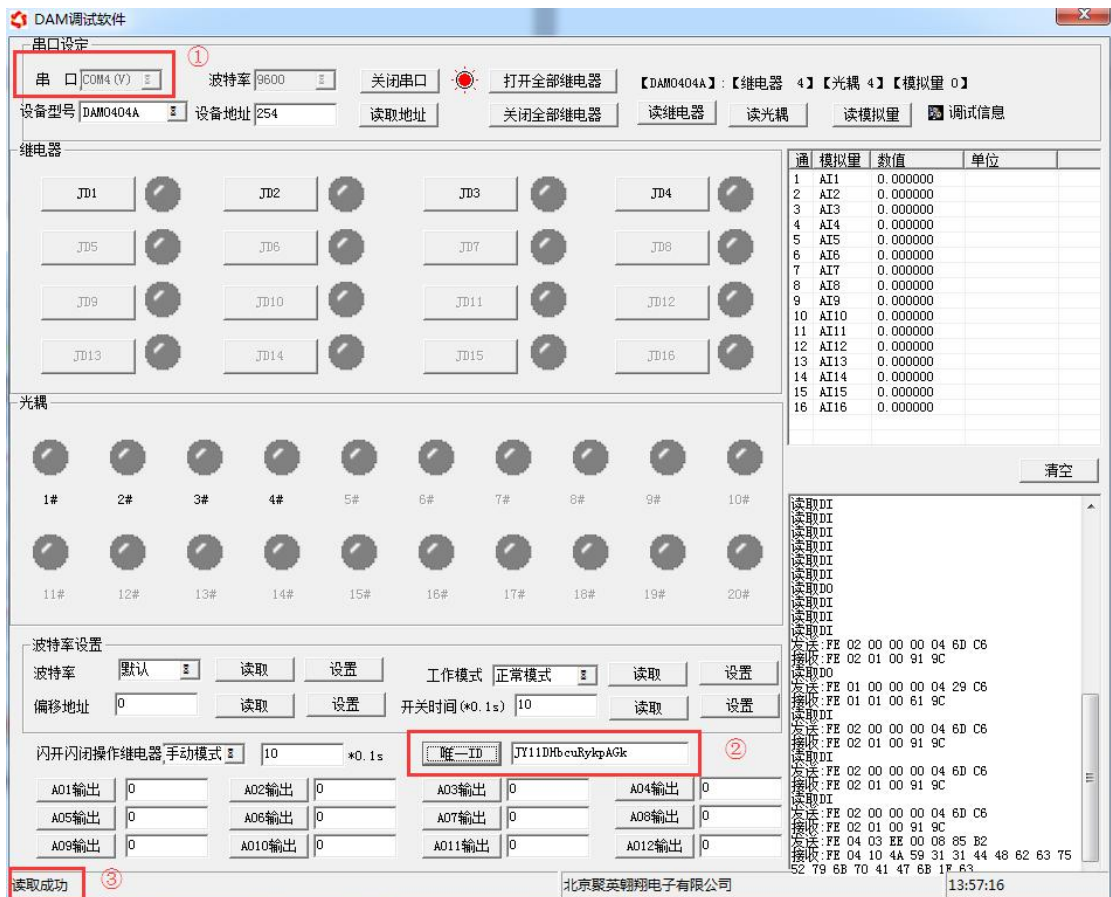 DAM调试软件
串口设定
①
串 口 COM4 (V) 波特率 9600 关闭串口 打开全部继电器 【DAM0404A】:【继电器 4】【光耦 4】【模拟量 0】
设备型号 DAM0404A 设备地址 254 读取地址 关闭全部继电器 读继电器 读光耦 读模拟量 调试信息
继电器
JD1 JD2 JD3 JD4
JD5 JD6 JD7 JD8
JD9 JD10 JD11 JD12
JD13 JD14 JD15 JD16
通 模拟量 数值 单位
1 AI1 0.000000
2 AI2 0.000000
3 AI3 0.000000
4 AI4 0.000000
5 AI5 0.000000
6 AI6 0.000000
7 AI7 0.000000
8 AI8 0.000000
9 AI9 0.000000
10 AI10 0.000000
11 AI11 0.000000
12 AI12 0.000000
13 AI13 0.000000
14 AI14 0.000000
15 AI15 0.000000
16 AI16 0.000000
清空
光耦
1# 2# 3# 4# 5# 6# 7# 8# 9# 10#
11# 12# 13# 14# 15# 16# 17# 18# 19# 20#
读取DI
读取DI
读取DI
读取DI
读取DI
读取DI
读取DO
读取DI
读取DI
读取DI
发送:FE 02 00 00 00 04 6D C6
接收:FE 02 01 00 91 9C
读取DO
发送:FE 01 00 00 00 04 29 C6
接收:FE 01 01 00 61 9C
读取DI
发送:FE 02 00 00 00 04 6D C6
接收:FE 02 01 00 91 9C
读取DI
发送:FE 02 00 00 00 04 6D C6
接收:FE 02 01 00 91 9C
读取DI
发送:FE 02 00 00 00 04 6D C6
接收:FE 02 01 00 91 9C
发送:FE 04 03 EE 00 08 85 B2
接收:FE 04 10 4A 59 31 31 44 48 62 63 75
52 79 6B 70 41 47 6B 1F 63
波特率设置
波特率 默认 读取 设置 工作模式 正常模式 读取 设置
偏移地址 0 读取 设置 开关时间(*0.1s) 10 读取 设置
闪开闪闭操作继电器 手动模式 10 *0.1s 唯一ID JY11DHbcuRykpAGk ②
AO1输出 0 AO2输出 0 AO3输出 0 AO4输出 0
AO5输出 0 AO6输出 0 AO7输出 0 AO8输出 0
AO9输出 0 AO10输出 0 AO11输出 0 AO12输出 0
读取成功 ③ 北京聚英翱翔电子有限公司 13:57:16